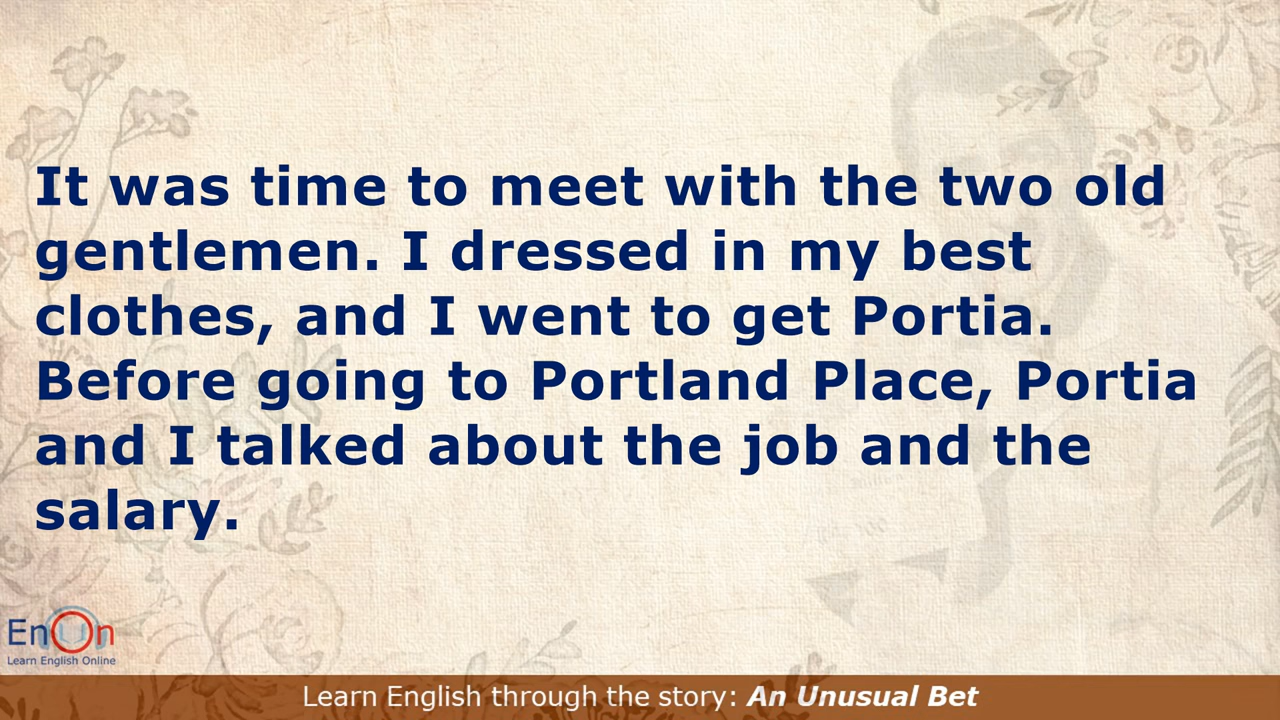 It was time to meet with the two old
gentlemen. I dressed in my best
clothes, and I went to get Portia.
Before going to Portland Place, Portia
and I talked about the job and the
salary.
EnOn
Learn English Online
Learn English through the story: An Unusual Bet